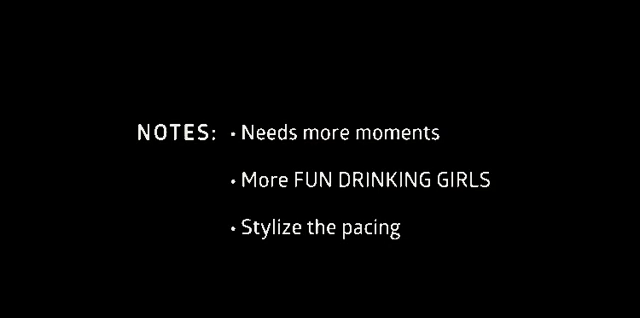 NOTES: • Needs more moments
• More FUN DRINKING GIRLS
• Stylize the pacing